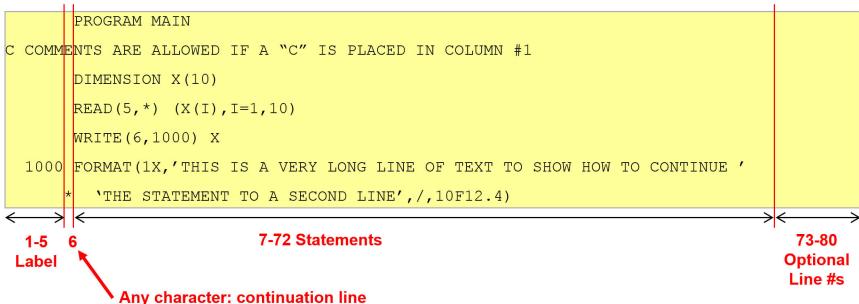 PROGRAM MAIN
C COMMENTS ARE ALLOWED IF A “C” IS PLACED IN COLUMN #1
DIMENSION X(10)
READ(5,*) (X(I),I=1,10)
WRITE(6,1000) X
1000 FORMAT(1X,’THIS IS A VERY LONG LINE OF TEXT TO SHOW HOW TO CONTINUE ’
* ‘THE STATEMENT TO A SECOND LINE’,/,10F12.4)
1-5 6 7-72 Statements 73-80
Label Optional
Line #s
Any character: continuation line